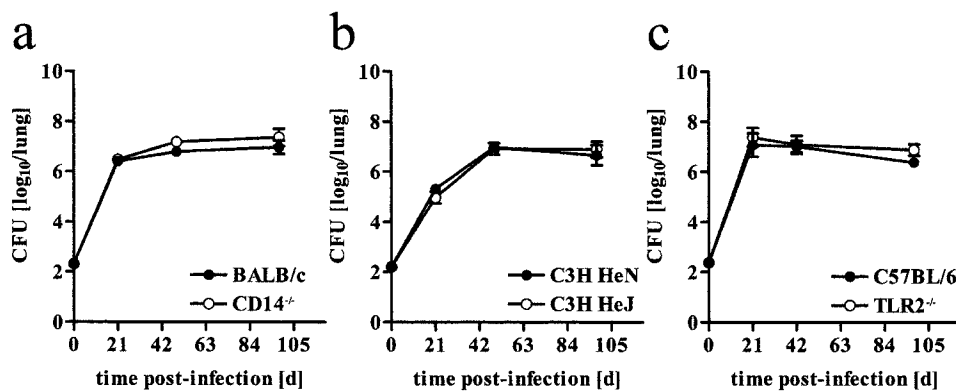 a b c
10 10 10
8 8 8
6 6 6
4 4 4
2 2 2
0 0 0
CFU [log10/lung] CFU [log10/lung] CFU [log10/lung]
BALB/c C3H HeN C57BL/6
CD14-/- C3H HeJ TLR2-/-
0 21 42 63 84 105 0 21 42 63 84 105 0 21 42 63 84 105
time post-infection [d] time post-infection [d] time post-infection [d]